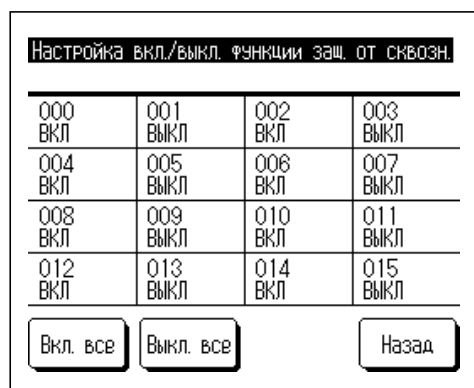 Настройка вкл./выкл. функции защ. от сквозн.
000 001 002 003
ВКЛ ВЫКЛ ВКЛ ВЫКЛ
004 005 006 007
ВКЛ ВЫКЛ ВКЛ ВЫКЛ
008 009 010 011
ВКЛ ВЫКЛ ВКЛ ВЫКЛ
012 013 014 015
ВКЛ ВЫКЛ ВКЛ ВЫКЛ
Вкл. все Выкл. все Назад